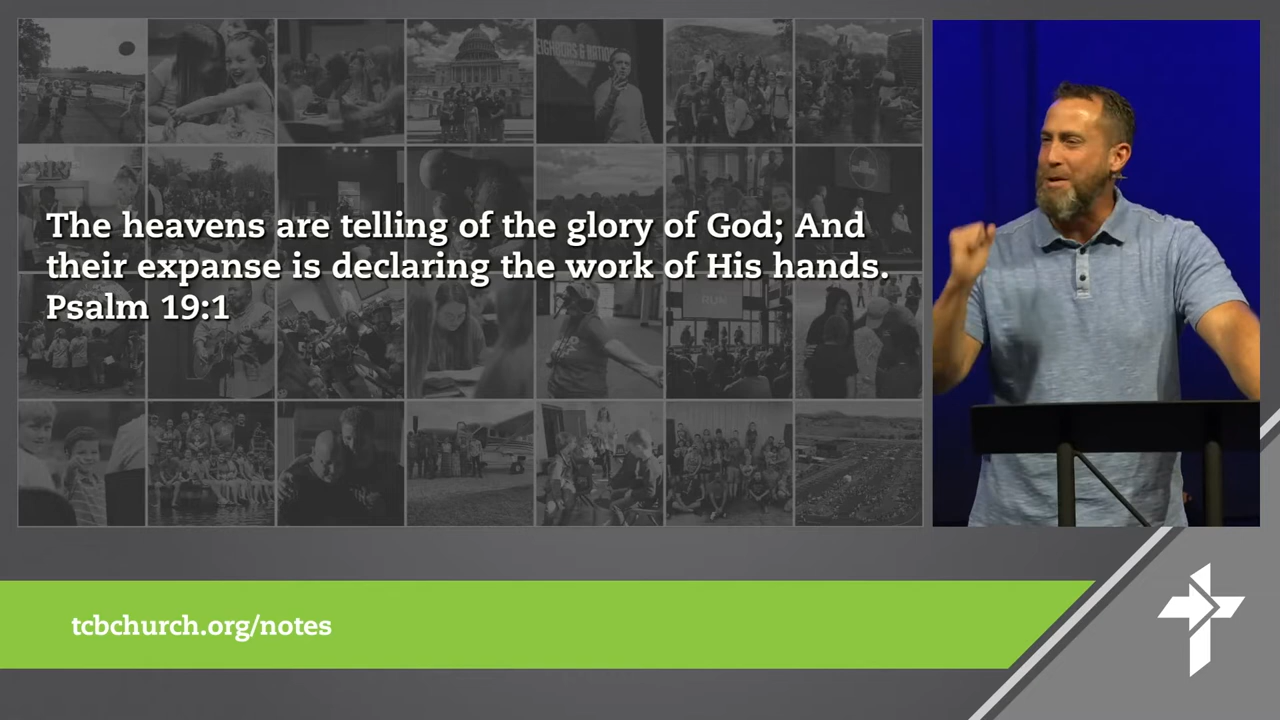 The heavens are telling of the glory of God; And
their expanse is declaring the work of His hands.
Psalm 19:1
tcbchurch.org/notes